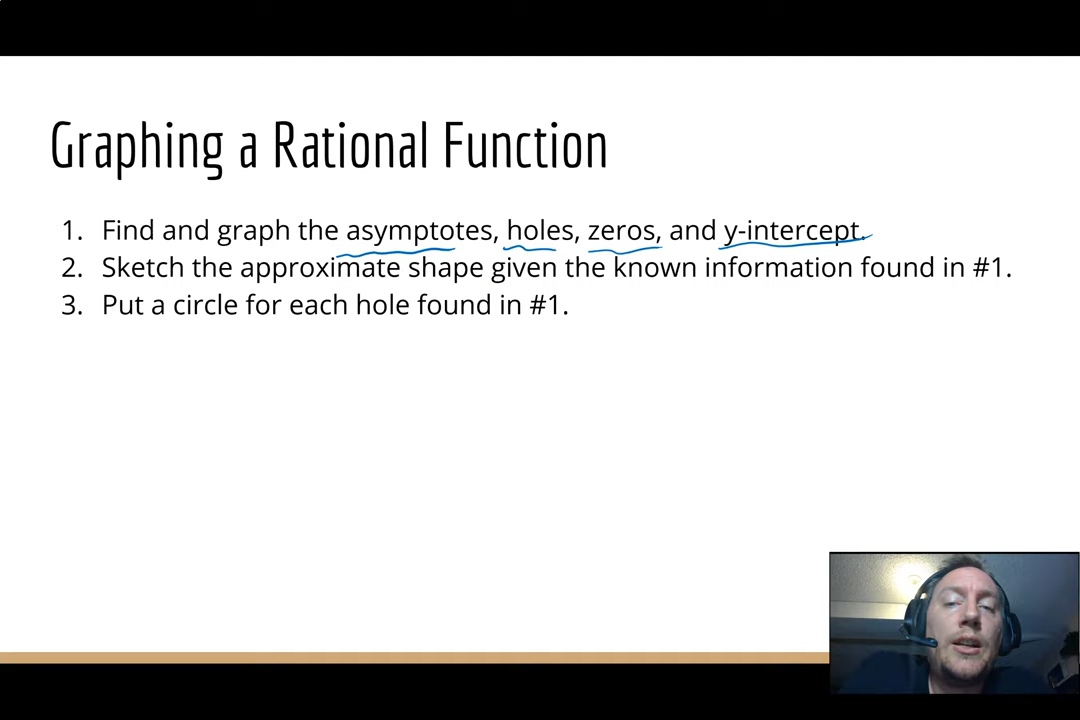 Graphing a Rational Function
1. Find and graph the asymptotes, holes, zeros, and y-intercept.
2. Sketch the approximate shape given the known information found in #1.
3. Put a circle for each hole found in #1.